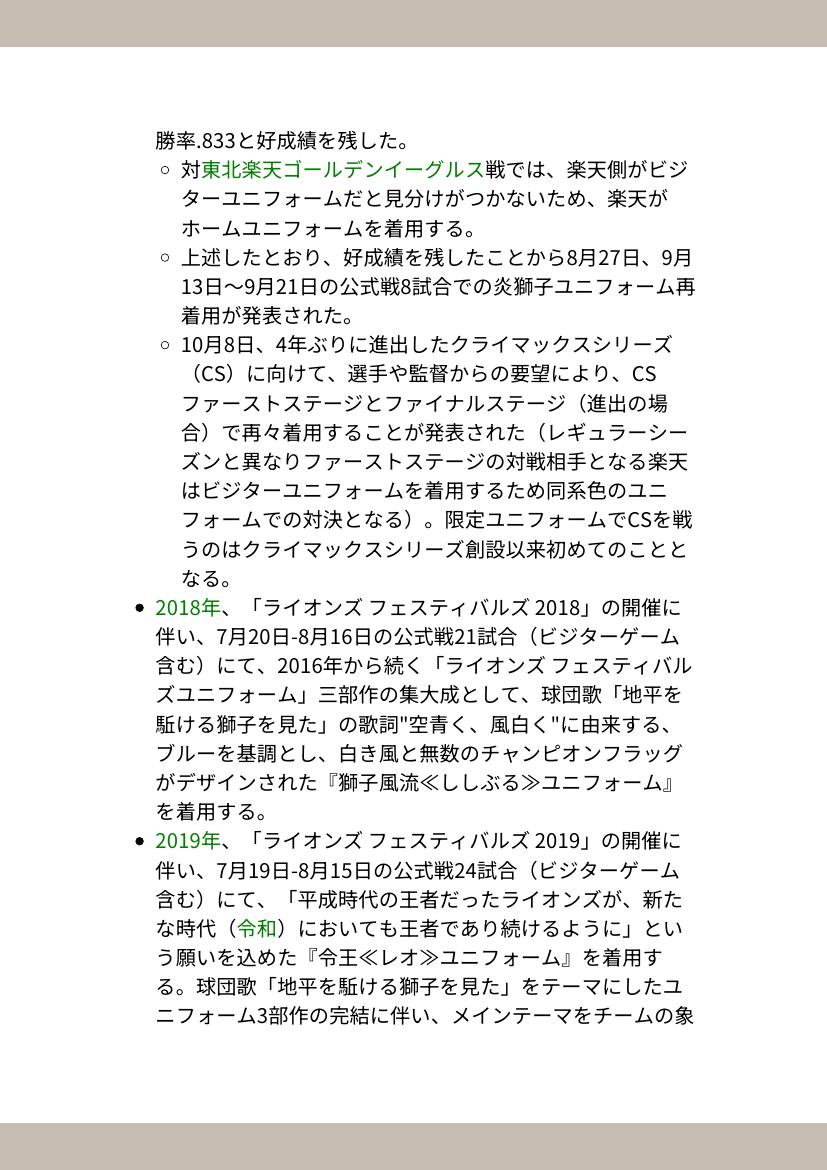 勝率.833と好成績を残した。
○ 対東北楽天ゴールデンイーグルス戦では、楽天側がビジ
ターユニフォームだと見分けがつかないため、楽天が
ホームユニフォームを着用する。
○ 上述したとおり、好成績を残したことから8月27日、9月
13日〜9月21日の公式戦8試合での炎獅子ユニフォーム再
着用が発表された。
○ 10月8日、4年ぶりに進出したクライマックスシリーズ
（CS）に向けて、選手や監督からの要望により、CS
ファーストステージとファイナルステージ（進出の場
合）で再々着用することが発表された（レギュラーシー
ズンと異なりファーストステージの対戦相手となる楽天
はビジターユニフォームを着用するため同系色のユニ
フォームでの対決となる）。限定ユニフォームでCSを戦
うのはクライマックスシリーズ創設以来初めてのことと
なる。
● 2018年、「ライオンズ フェスティバルズ 2018」の開催に
伴い、7月20日-8月16日の公式戦21試合（ビジターゲーム
含む）にて、2016年から続く「ライオンズ フェスティバル
ズユニフォーム」三部作の集大成として、球団歌「地平を
駈ける獅子を見た」の歌詞"空青く、風白く"に由来する、
ブルーを基調とし、白き風と無数のチャンピオンフラッグ
がデザインされた『獅子風流≪ししぶる≫ユニフォーム』
を着用する。
● 2019年、「ライオンズ フェスティバルズ 2019」の開催に
伴い、7月19日-8月15日の公式戦24試合（ビジターゲーム
含む）にて、「平成時代の王者だったライオンズが、新た
な時代（令和）においても王者であり続けるように」とい
う願いを込めた『令王≪レオ≫ユニフォーム』を着用す
る。球団歌「地平を駈ける獅子を見た」をテーマにしたユ
ニフォーム3部作の完結に伴い、メインテーマをチームの象